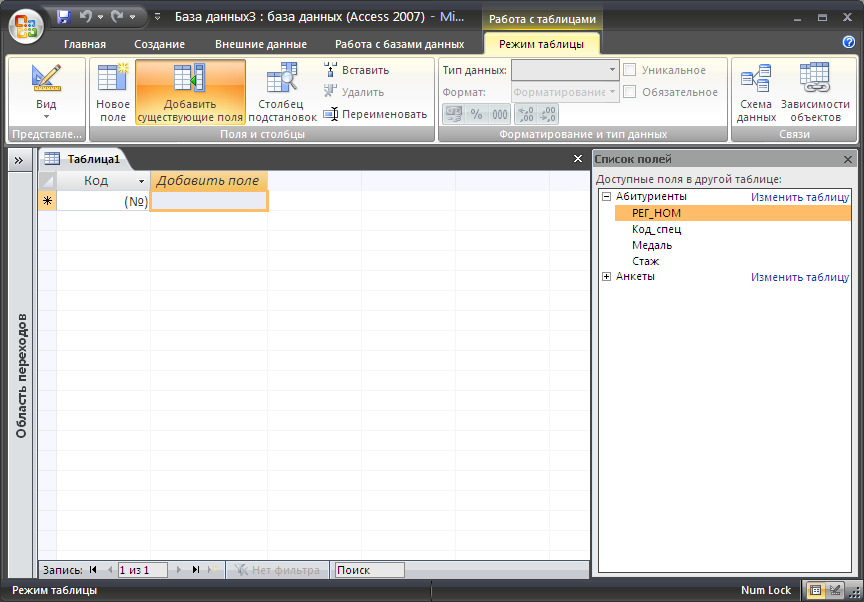 База данных3 : база данных (Access 2007) - Mi...
Работа с таблицами
Главная
Создание
Внешние данные
Работа с базами данных
Режим таблицы
Вид
Представле...
Новое поле
Добавить существующие поля
Столбец подстановок
Вставить
Удалить
Переименовать
Поля и столбцы
Тип данных:
Формат:
Форматирование
Уникальное
Обязательное
% 000
,00 ,00
Форматирование и тип данных
Схема данных
Зависимости объектов
Связи
Таблица1
Код
Добавить поле
(№)
Область переходов
Список полей
Доступные поля в другой таблице:
Абитуриенты
Изменить таблицу
РЕГ_НОМ
Код_спец
Медаль
Стаж
Анкеты
Изменить таблицу
Запись:
1 из 1
Нет фильтра
Поиск
Режим таблицы
Num Lock